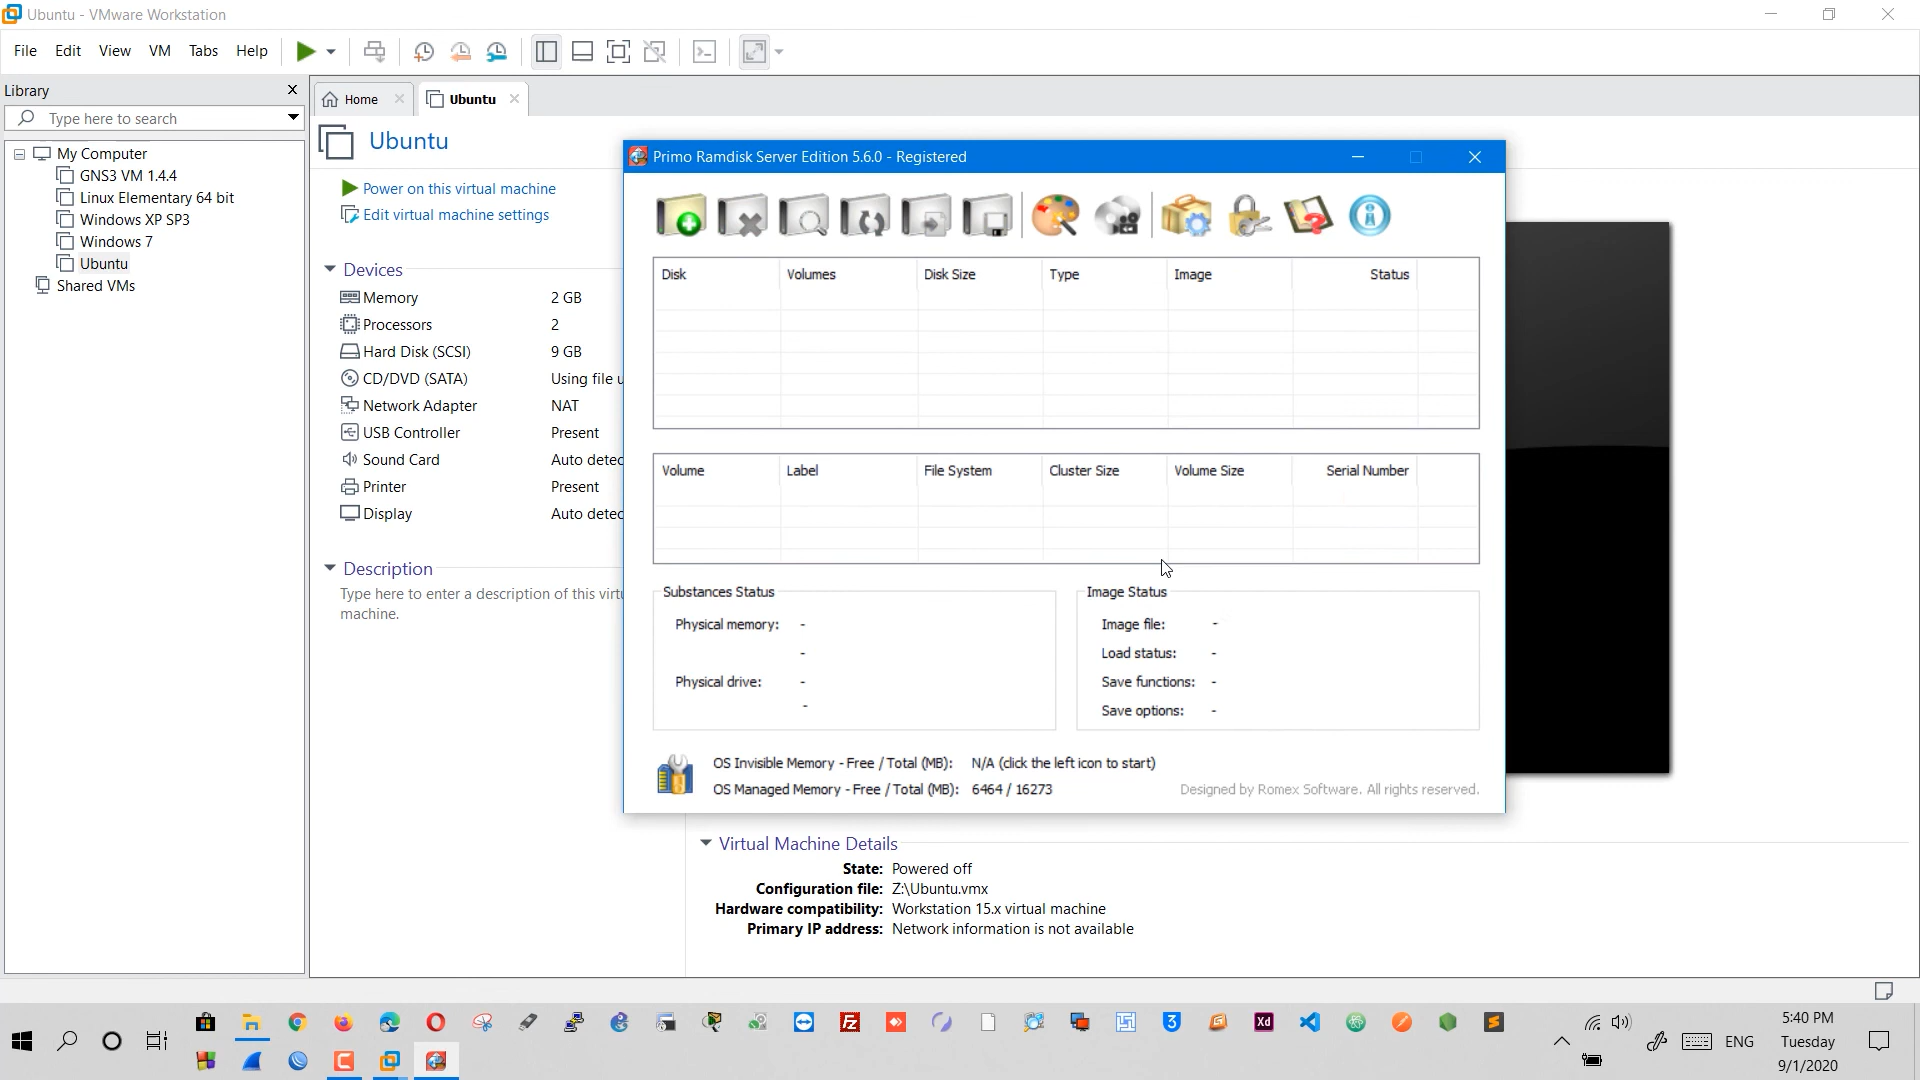 Ubuntu - VMware Workstation
File Edit View VM Tabs Help
Library
Type here to search
My Computer
GNS3 VM 1.4.4
Linux Elementary 64 bit
Windows XP SP3
Windows 7
Ubuntu
Shared VMs
Home
Ubuntu
Ubuntu
Power on this virtual machine
Edit virtual machine settings
Devices
Memory 2 GB
Processors 2
Hard Disk (SCSI) 9 GB
CD/DVD (SATA) Using file u
Network Adapter NAT
USB Controller Present
Sound Card Auto detec
Printer Present
Display Auto detec
Description
Type here to enter a description of this virtu
machine.
Primo Ramdisk Server Edition 5.6.0 - Registered
Disk Volumes Disk Size Type Image Status
Volume Label File System Cluster Size Volume Size Serial Number
Substances Status
Physical memory: -
-
Physical drive: -
-
Image Status
Image file: -
Load status: -
Save functions: -
Save options: -
OS Invisible Memory - Free / Total (MB): N/A (click the left icon to start)
OS Managed Memory - Free / Total (MB): 6464 / 16273
Designed by Romex Software. All rights reserved.
Virtual Machine Details
State: Powered off
Configuration file: Z:\Ubuntu.vmx
Hardware compatibility: Workstation 15.x virtual machine
Primary IP address: Network information is not available
Fz
Xd
ENG
5:40 PM
Tuesday
9/1/2020